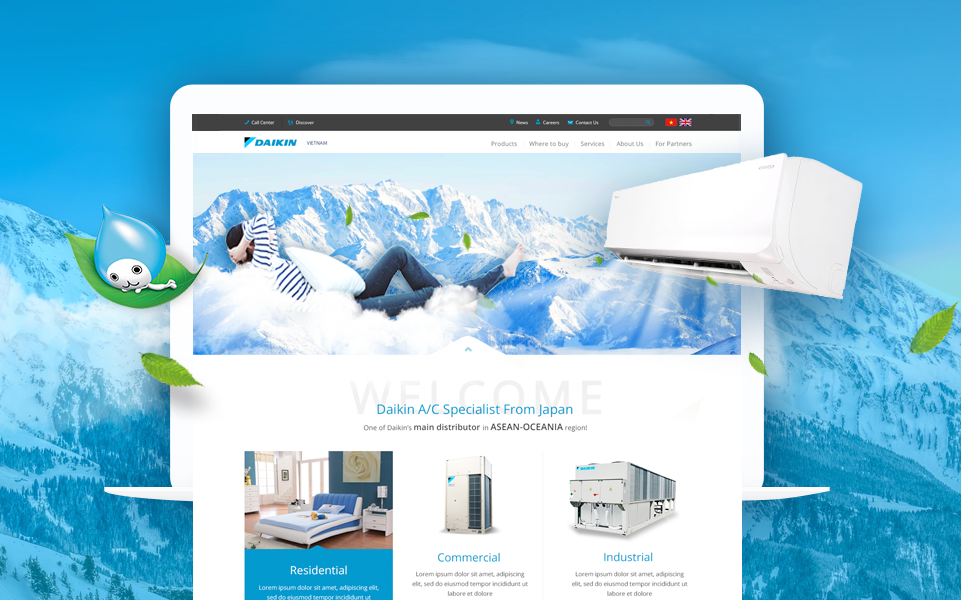 Call Center
Discover
News
Careers
Contact Us
DAIKIN
VIETNAM
Products
Where to buy
Services
About Us
For Partners
WELCOME
Daikin A/C Specialist From Japan
One of Daikin's main distributor in ASEAN-OCEANIA region!
DAIKIN
Residential
Lorem ipsum dolor sit amet, adipiscing
elit, sed do eiusmod tempor incididunt ut
Commercial
Lorem ipsum dolor sit amet, adipiscing
elit, sed do eiusmod tempor incididunt ut
labore et dolore
Industrial
Lorem ipsum dolor sit amet, adipiscing
elit, sed do eiusmod tempor incididunt ut
labore et dolore